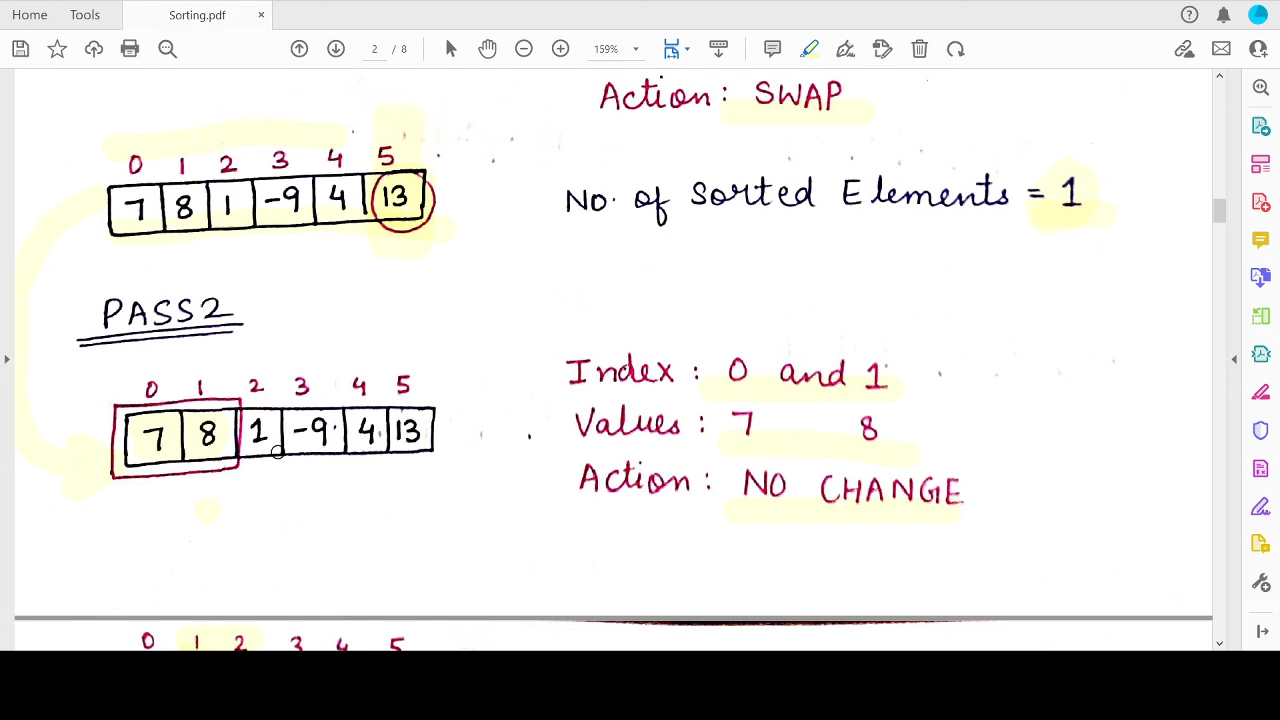 Home Tools Sorting.pdf ×
2 / 8 159%
Action: SWAP
0 1 2 3 4 5
7 8 1 -9 4 13
No. of Sorted Elements = 1
PASS2
Index: 0 and 1
0 1 2 3 4 5
7 8 1 -9 4 13
Values: 7 8
Action: NO CHANGE
0 1 2 3 4 5